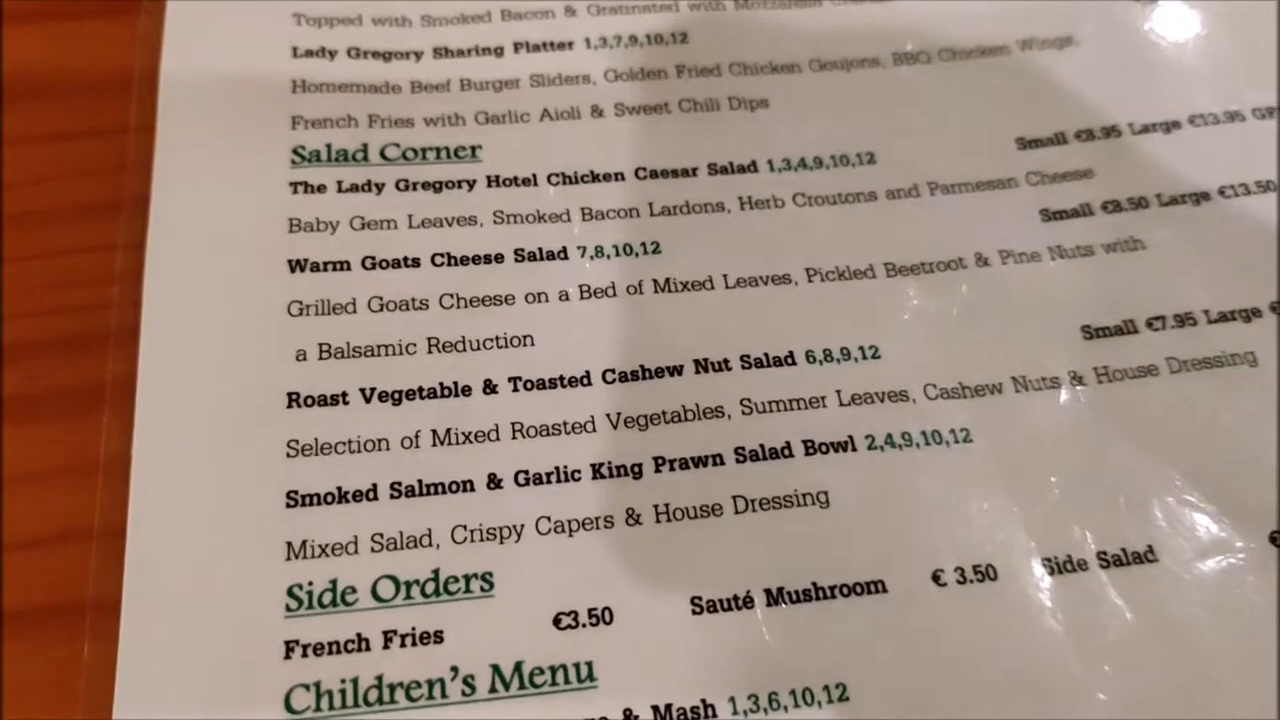 Topped with Smoked Bacon & Gratinated with Mozzarella
Lady Gregory Sharing Platter 1,3,7,9,10,12
Homemade Beef Burger Sliders, Golden Fried Chicken Goujons, BBQ Chicken Wings,
French Fries with Garlic Aioli & Sweet Chili Dips
Salad Corner
Small €8.95 Large €13.95
The Lady Gregory Hotel Chicken Caesar Salad 1,3,4,9,10,12
Baby Gem Leaves, Smoked Bacon Lardons, Herb Croutons and Parmesan Cheese
Small €8.50 Large €13.50
Warm Goats Cheese Salad 7,8,10,12
Grilled Goats Cheese on a Bed of Mixed Leaves, Pickled Beetroot & Pine Nuts with
a Balsamic Reduction
Small €7.95 Large
Roast Vegetable & Toasted Cashew Nut Salad 6,8,9,12
Selection of Mixed Roasted Vegetables, Summer Leaves, Cashew Nuts & House Dressing
Smoked Salmon & Garlic King Prawn Salad Bowl 2,4,9,10,12
Mixed Salad, Crispy Capers & House Dressing
Side Orders
French Fries €3.50 Sauté Mushroom € 3.50 Side Salad
Children's Menu
& Mash 1,3,6,10,12